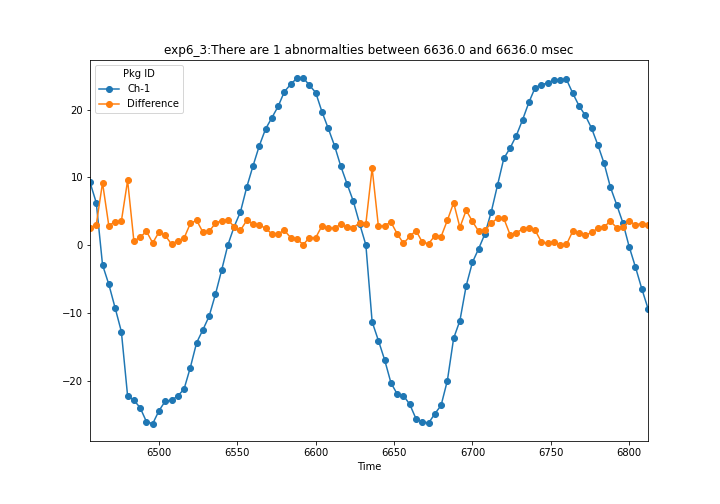 exp6_3:There are 1 abnormalties between 6636.0 and 6636.0 msec
Pkg ID
Ch-1
Difference
20
10
0
−10
−20
6500
6550
6600
6650
6700
6750
6800
Time